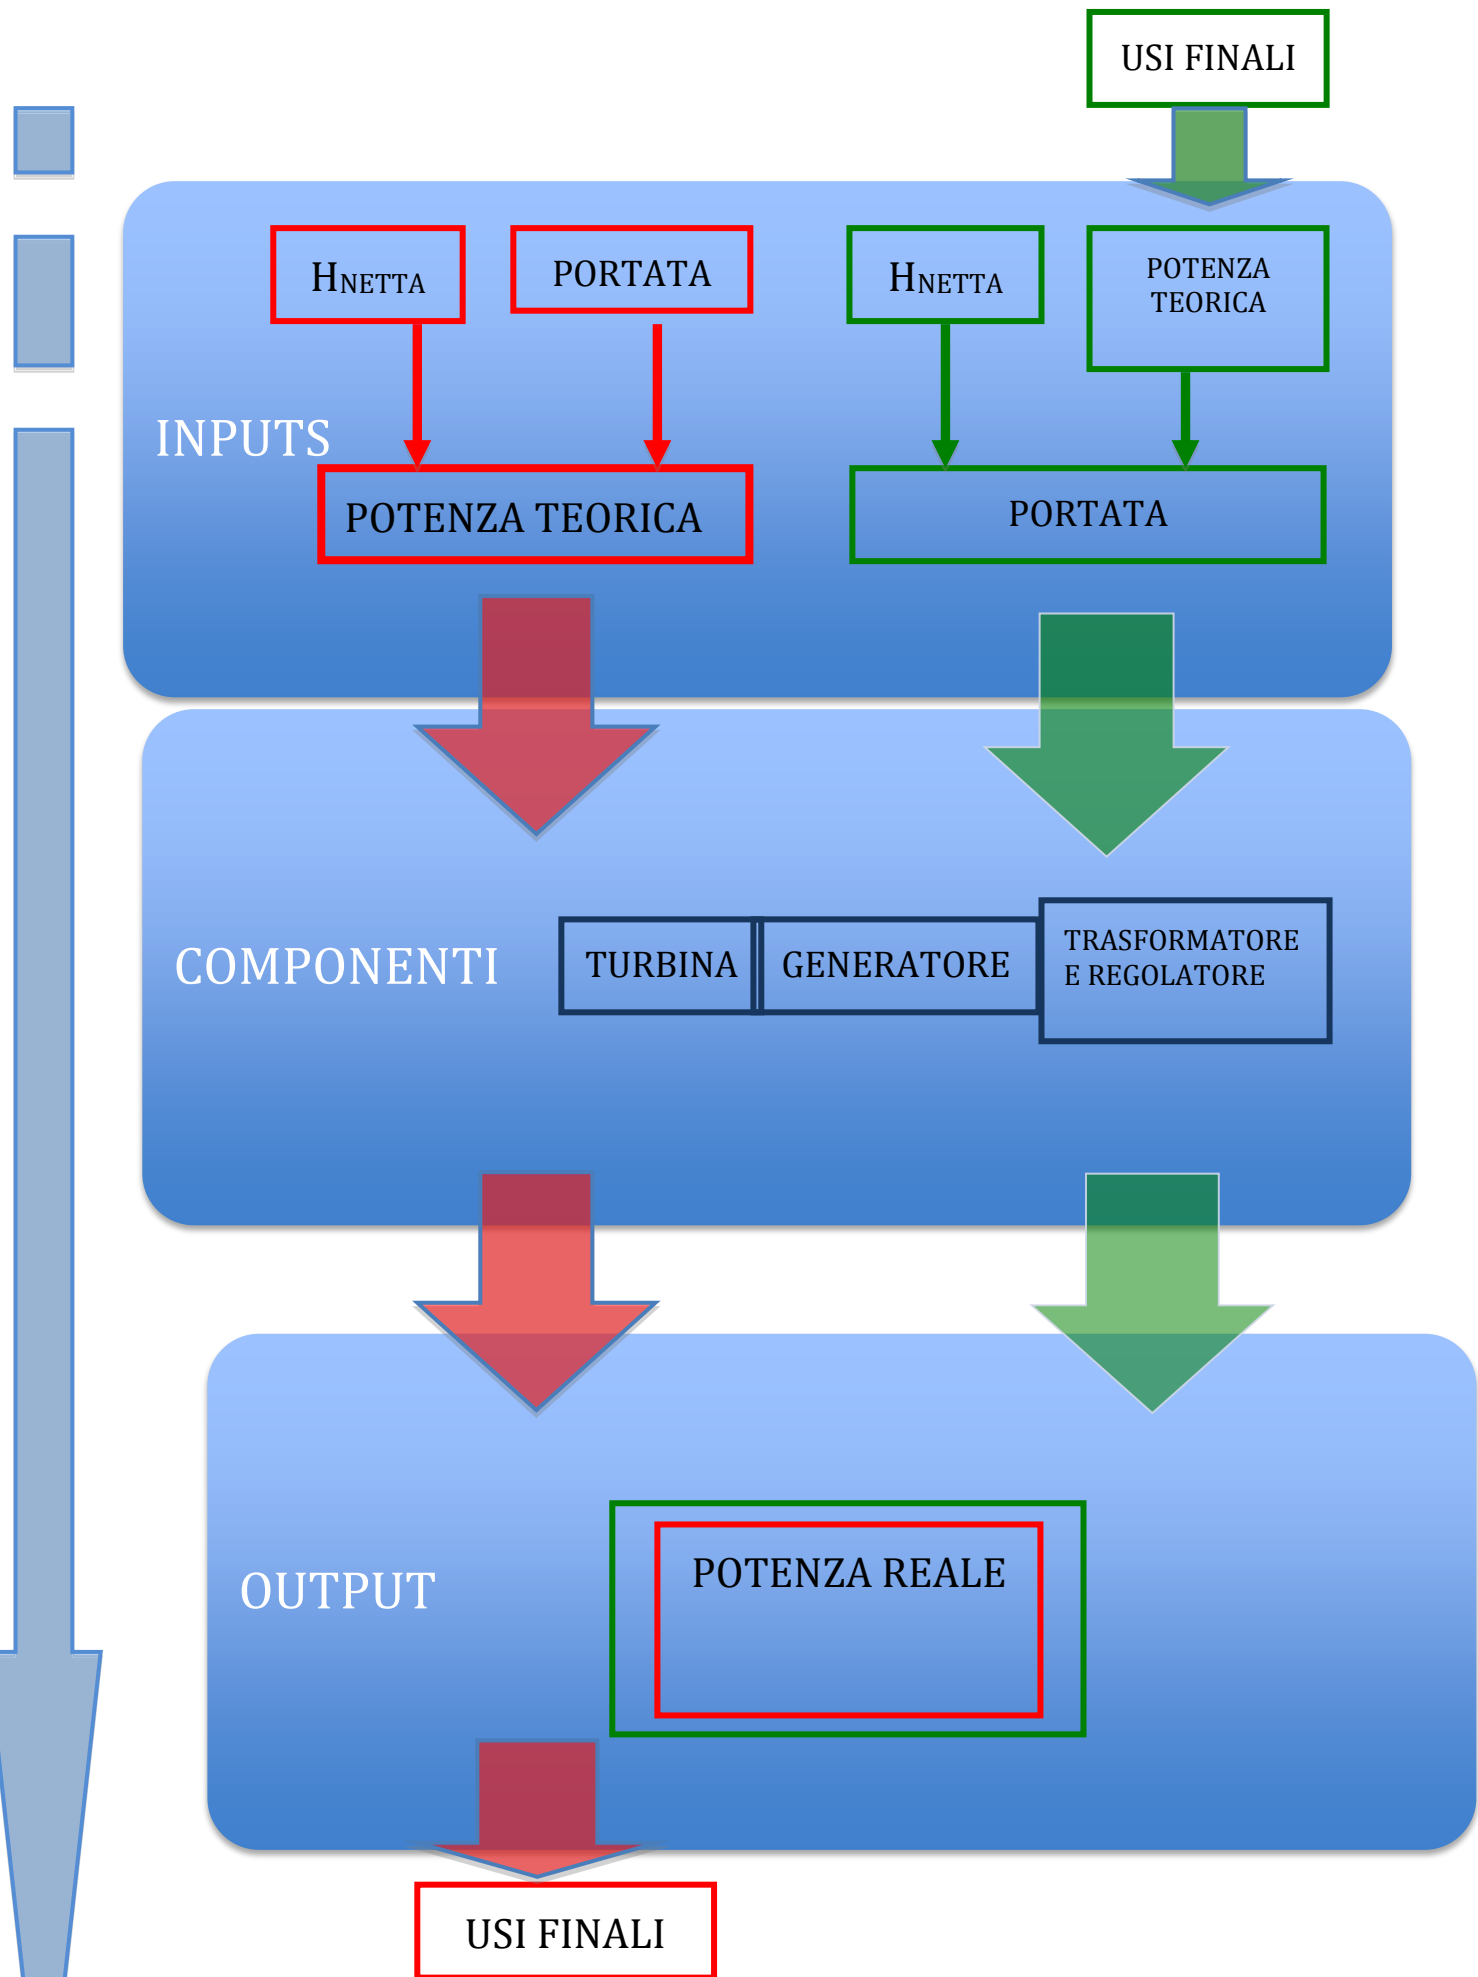 USI FINALI
HNETTA
PORTATA
HNETTA
POTENZA
TEORICA
INPUTS
POTENZA TEORICA
PORTATA
COMPONENTI
TURBINA
GENERATORE
TRASFORMATORE
E REGOLATORE
OUTPUT
POTENZA REALE
USI FINALI